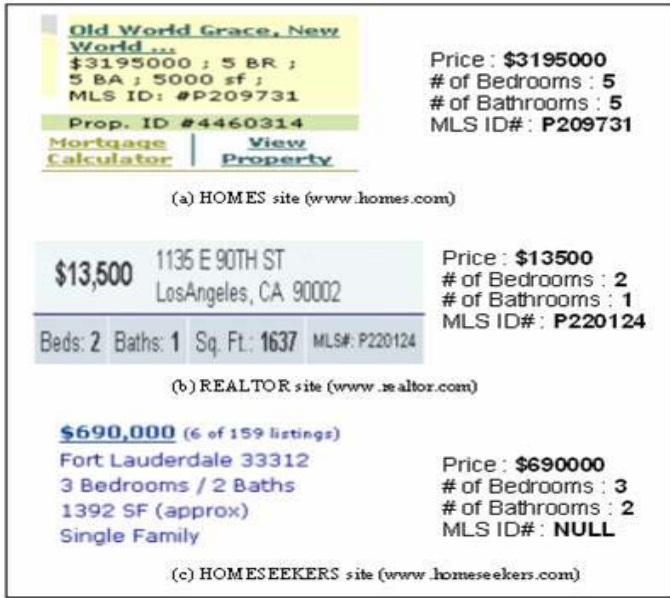 Old World Grace, New
World ...
$3195000 ; 5 BR ;
5 BA ; 5000 sf ;
MLS ID: #P209731
Prop. ID #4460314
Mortgage
Calculator
View
Property
Price : $3195000
# of Bedrooms : 5
# of Bathrooms : 5
MLS ID# : P209731
(a) HOMES site (www.homes.com)
$13,500
1135 E 90TH ST
LosAngeles, CA 90002
Beds: 2 Baths: 1 Sq. Ft.: 1637 MLS#: P220124
Price : $13500
# of Bedrooms : 2
# of Bathrooms : 1
MLS ID# : P220124
(b) REALTOR site (www.realtor.com)
$690,000 (6 of 159 listings)
Fort Lauderdale 33312
3 Bedrooms / 2 Baths
1392 SF (approx)
Single Family
Price : $690000
# of Bedrooms : 3
# of Bathrooms : 2
MLS ID# : NULL
(c) HOMESEEKERS site (www.homeseekers.com)